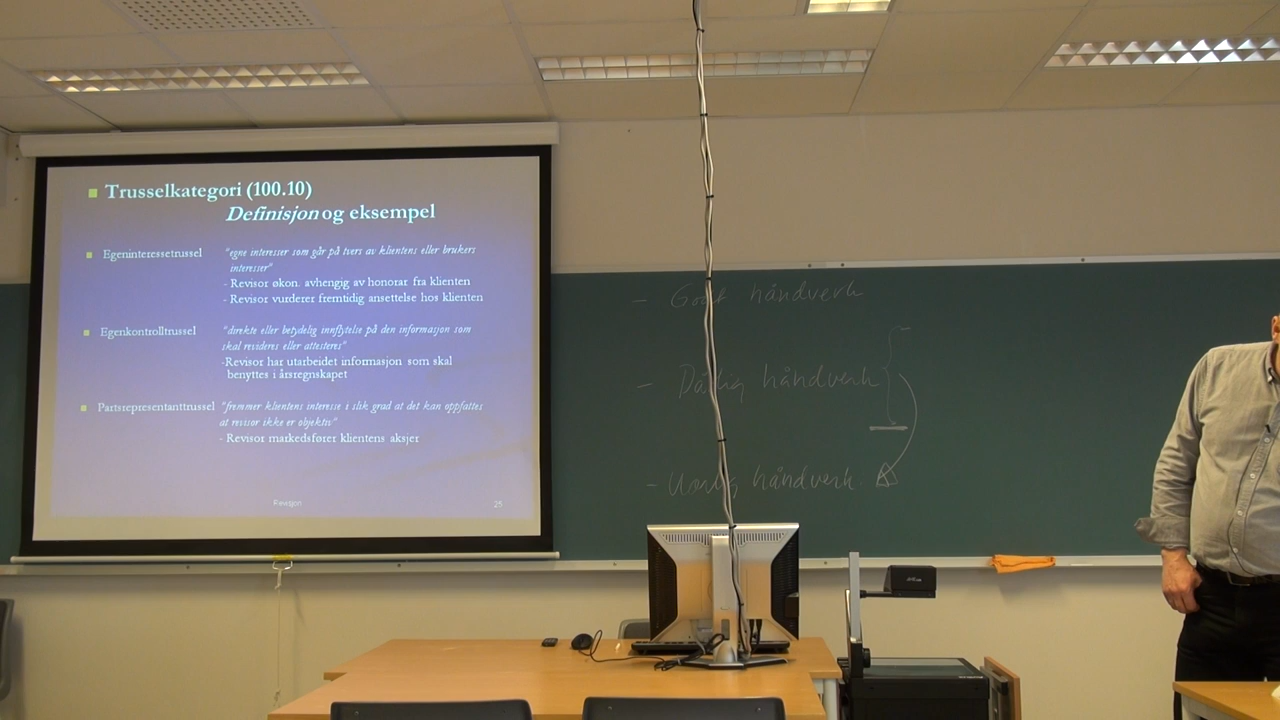 Trusselkategori (100.10)
Definisjon og eksempel
Egeninteressetrussel "egne interesser som går på tvers av klientens eller brukers
interesser"
- Revisor økon. avhengig av honorar fra klienten
- Revisor vurderer fremtidig ansettelse hos klienten
Egenkontrolltrussel "direkte eller betydelig innflytelse på den informasjon som
skal revideres eller attesteres"
-Revisor har utarbeidet informasjon som skal
benyttes i årsregnskapet
Partsrepresentanttrussel "fremmer klientens interesse i slik grad at det kan oppfattes
at revisor ikke er objektiv"
- Revisor markedsfører klientens aksjer
Revisjon 25
- Godt håndverk
- Dårlig håndverk
- håndverk